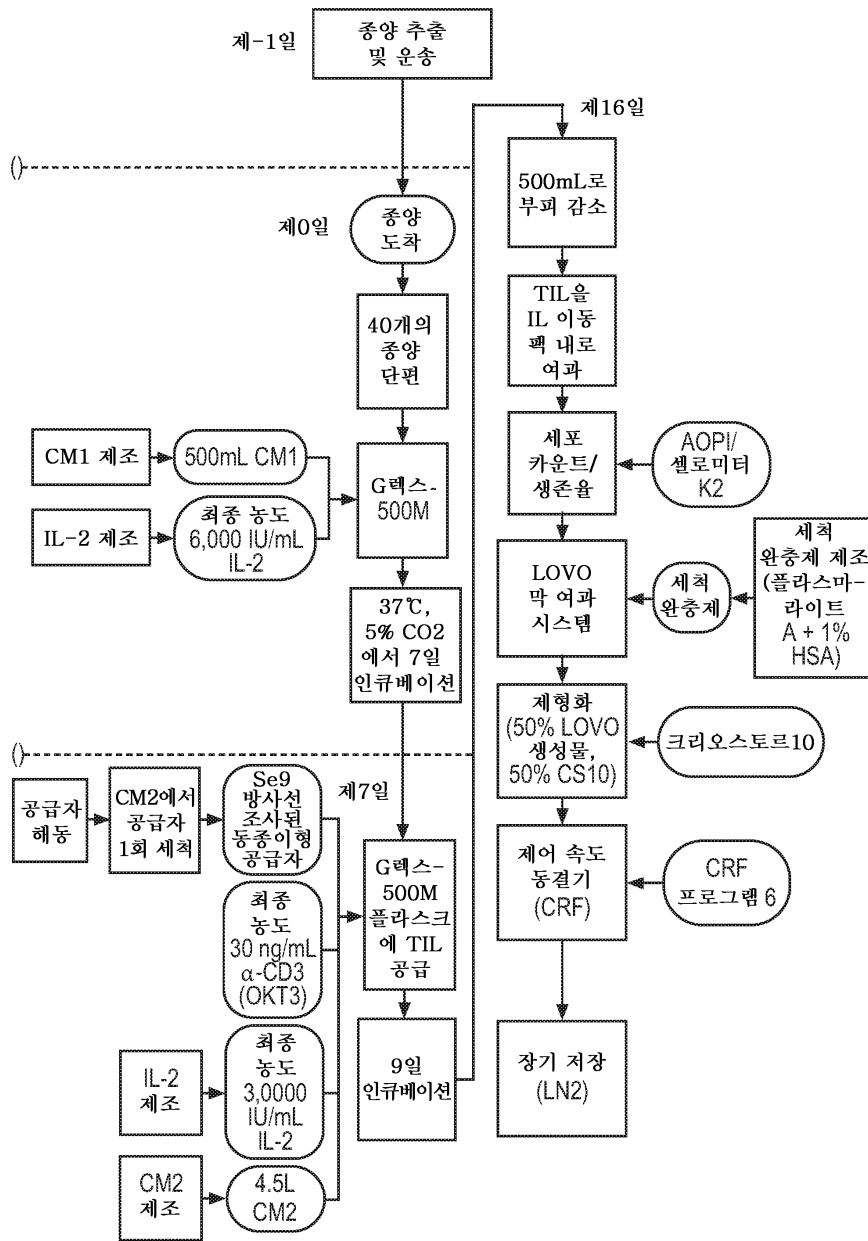 제-1일
종양 추출
및 운송
()
제0일
종양
도착
40개의
종양
단편
CM1 제조
500mL CM1
IL-2 제조
최종 농도
6,000 IU/mL
IL-2
G렉스-
500M
37℃,
5% CO2
에서 7일
인큐베이션
()
제7일
공급자
해동
CM2에서
공급자
1회 세척
Se9
방사선
조사된
동종이형
공급자
최종
농도
30 ng/mL
α-CD3
(OKT3)
G렉스-
500M
플라스크
에 TIL
공급
IL-2
제조
최종
농도
3,0000
IU/mL
IL-2
CM2
제조
4.5L
CM2
9일
인큐베이션
제16일
500mL로
부피 감소
TIL을
IL 이동
팩 내로
여과
세포
카운트/
생존율
AOPI/
셀로미터
K2
LOVO
막 여과
시스템
세척
완충제
세척
완충제 제조
(플라스마-
라이트
A + 1%
HSA)
제형화
(50% LOVO
생성물,
50% CS10)
크리오스토르10
제어 속도
동결기
(CRF)
CRF
프로그램 6
장기 저장
(LN2)